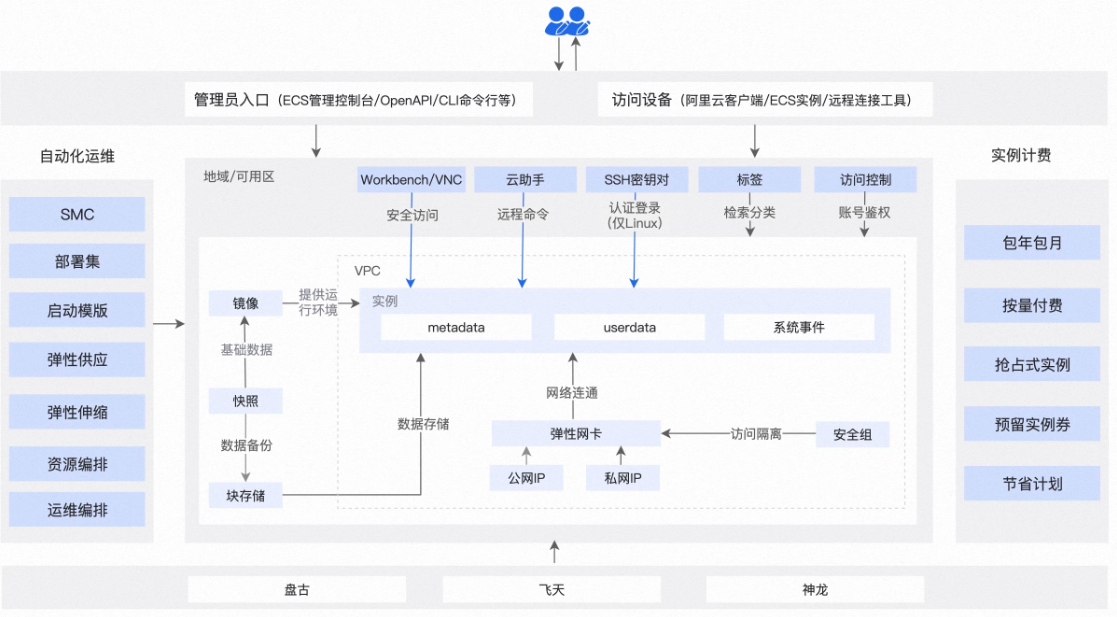 管理员入口（ECS管理控制台/OpenAPI/CLI命令行等）
访问设备（阿里云客户端/ECS实例/远程连接工具）
自动化运维
SMC
部署集
启动模版
弹性供应
弹性伸缩
资源编排
运维编排
地域/可用区
Workbench/VNC
云助手
SSH密钥对
标签
访问控制
安全访问
远程命令
认证登录
（仅Linux）
检索分类
账号鉴权
VPC
镜像
提供运
行环境
实例
metadata
userdata
系统事件
基础数据
快照
数据备份
块存储
数据存储
网络连通
弹性网卡
访问隔离
安全组
公网IP
私网IP
实例计费
包年包月
按量付费
抢占式实例
预留实例券
节省计划
盘古
飞天
神龙